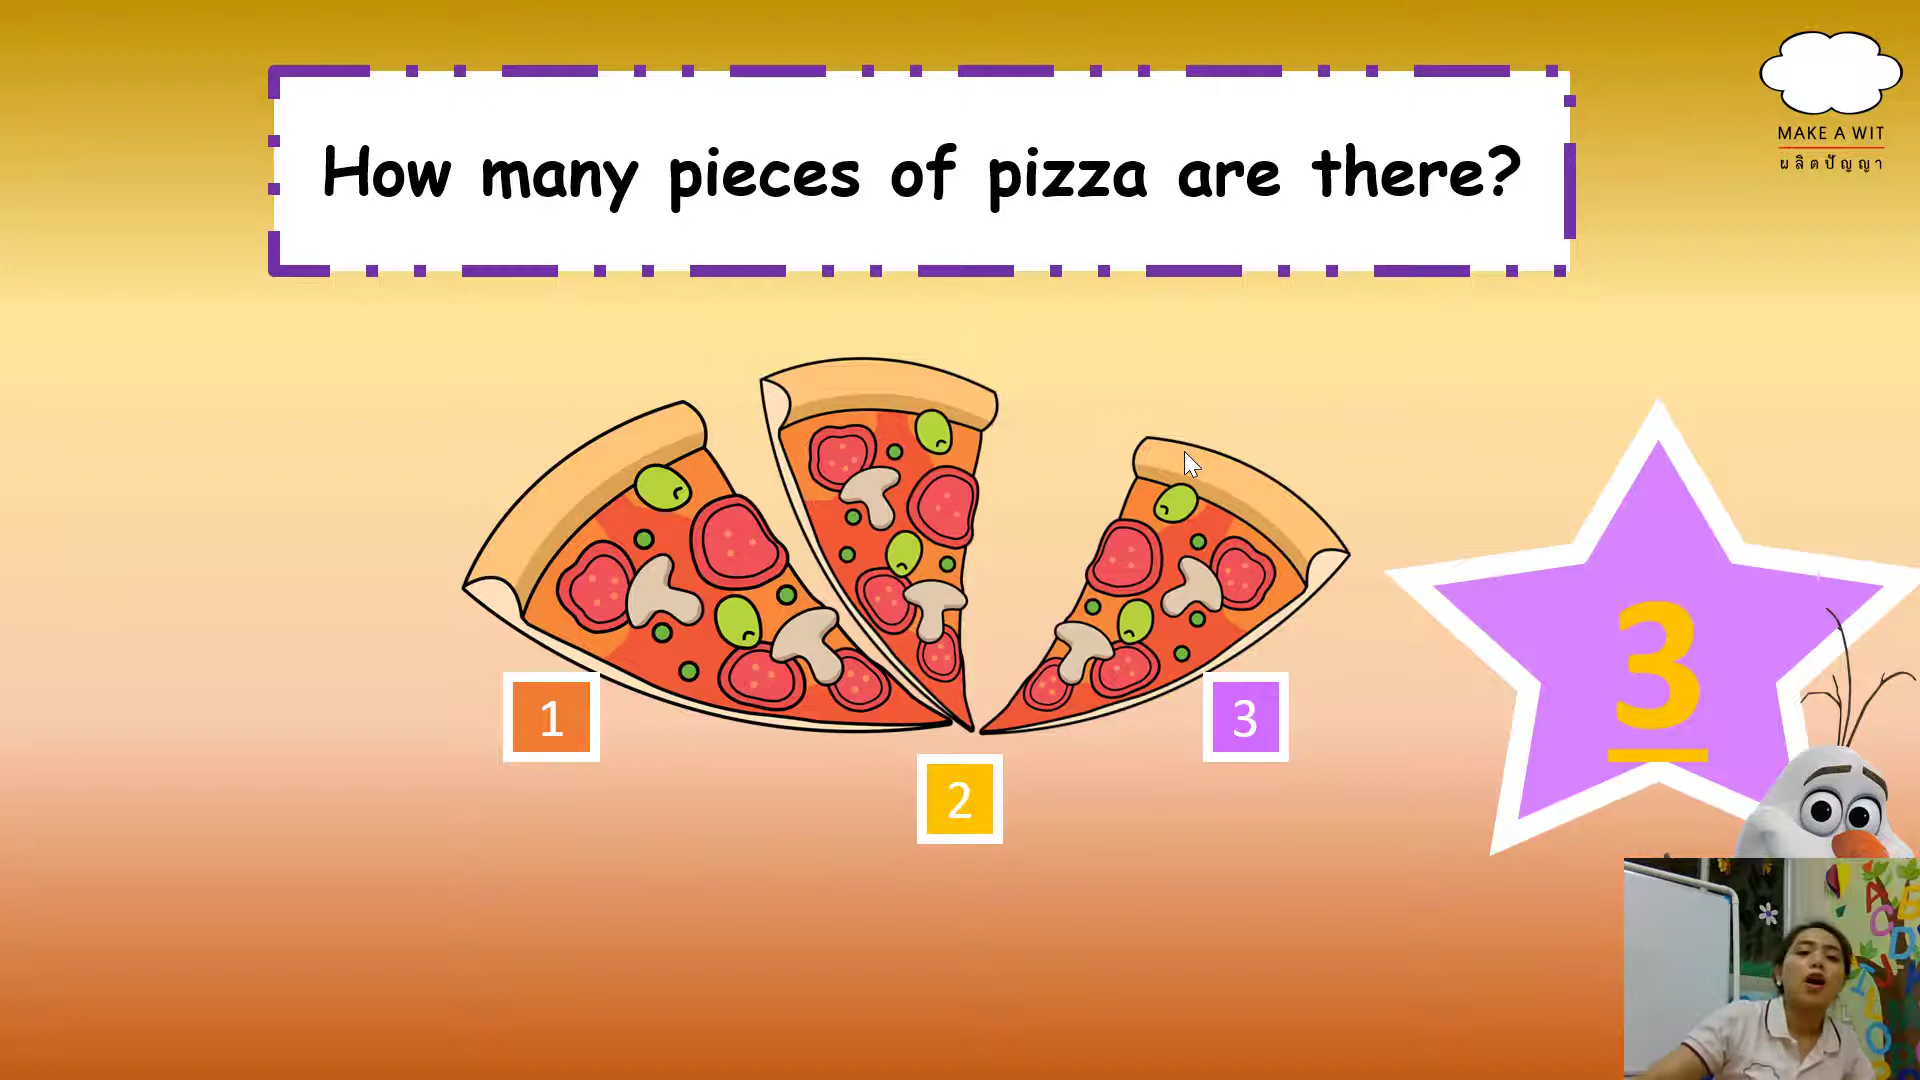 How many pieces of pizza are there?
MAKE A WIT
ผลิตปัญญา
1
2
3
3
A
B
C
D